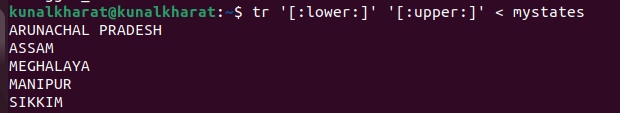 kunalkharat@kunalkharat:~$ tr '[:lower:]' '[:upper:]' < mystates
ARUNACHAL PRADESH
ASSAM
MEGHALAYA
MANIPUR
SIKKIM